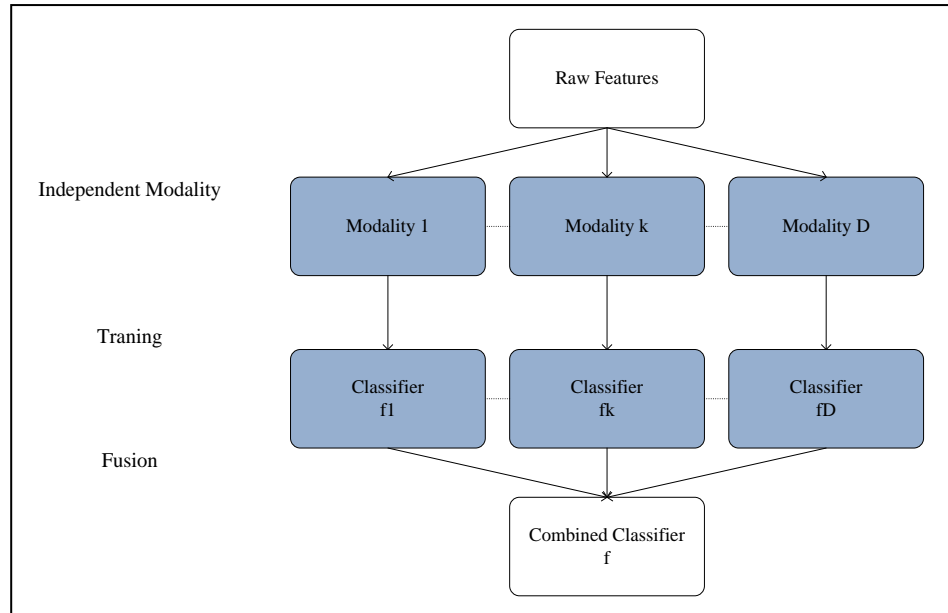 Raw Features
Independent Modality
Modality 1
Modality k
Modality D
Traning
Classifier
f1
Classifier
fk
Classifier
fD
Fusion
Combined Classifier
f